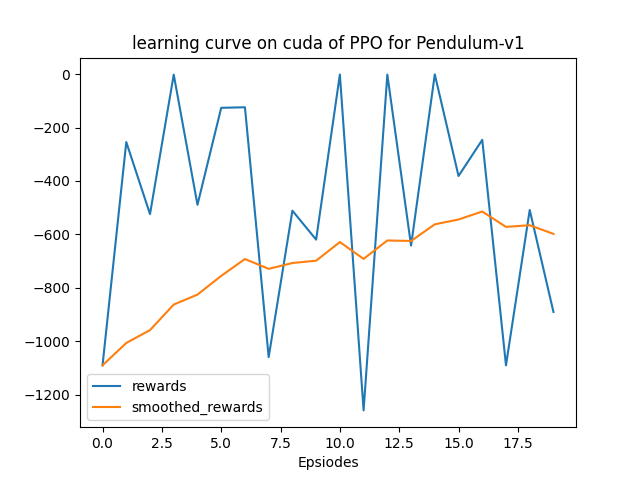 learning curve on cuda of PPO for Pendulum-v1
0
−200
−400
−600
−800
−1000
−1200
rewards
smoothed_rewards
0.0 2.5 5.0 7.5 10.0 12.5 15.0 17.5
Epsiodes